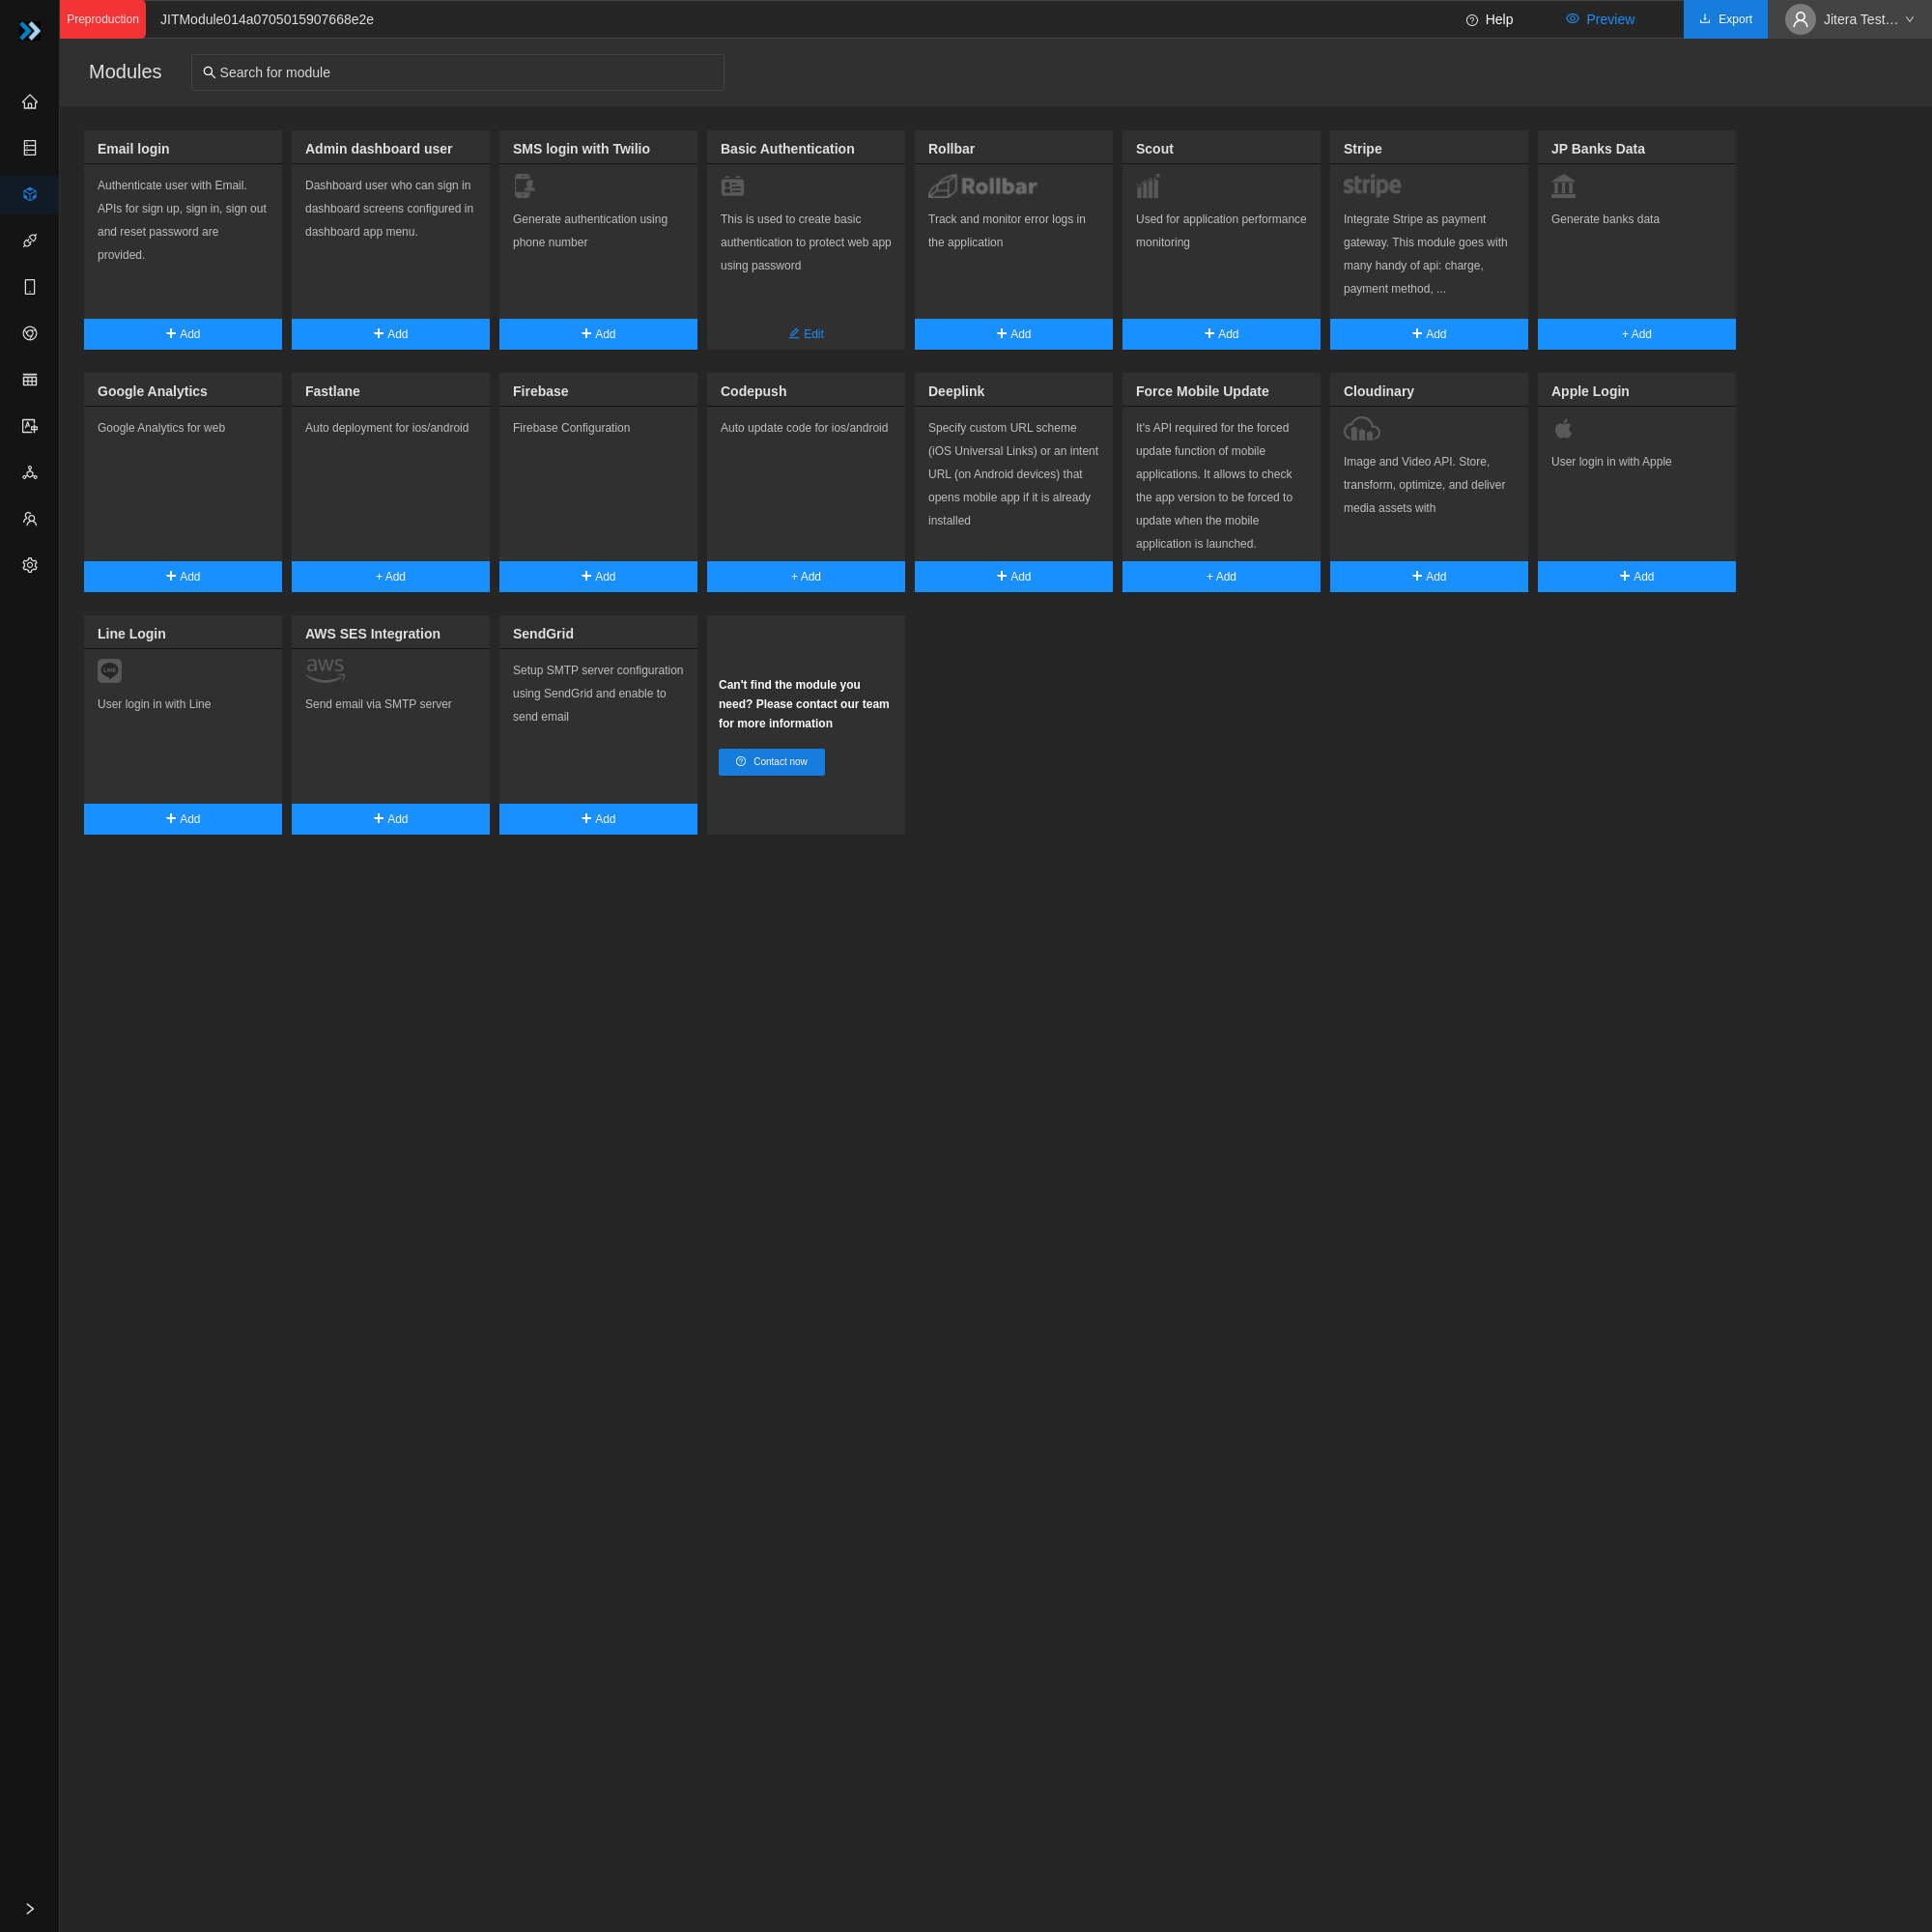 Preproduction
JITModule014a0705015907668e2e
Help
Preview
Export
Jitera Test…
Modules
Search for module
Email login
Authenticate user with Email.
APIs for sign up, sign in, sign out
and reset password are
provided.
Add
Admin dashboard user
Dashboard user who can sign in
dashboard screens configured in
dashboard app menu.
Add
SMS login with Twilio
Generate authentication using
phone number
Add
Basic Authentication
This is used to create basic
authentication to protect web app
using password
Edit
Rollbar
Rollbar
Track and monitor error logs in
the application
Add
Scout
Used for application performance
monitoring
Add
Stripe
stripe
Integrate Stripe as payment
gateway. This module goes with
many handy of api: charge,
payment method, ...
Add
JP Banks Data
Generate banks data
+ Add
Google Analytics
Google Analytics for web
Add
Fastlane
Auto deployment for ios/android
+ Add
Firebase
Firebase Configuration
Add
Codepush
Auto update code for ios/android
+ Add
Deeplink
Specify custom URL scheme
(iOS Universal Links) or an intent
URL (on Android devices) that
opens mobile app if it is already
installed
Add
Force Mobile Update
It's API required for the forced
update function of mobile
applications. It allows to check
the app version to be forced to
update when the mobile
application is launched.
+ Add
Cloudinary
Image and Video API. Store,
transform, optimize, and deliver
media assets with
Add
Apple Login
User login in with Apple
Add
Line Login
LINE
User login in with Line
Add
AWS SES Integration
aws
Send email via SMTP server
Add
SendGrid
Setup SMTP server configuration
using SendGrid and enable to
send email
Add
Can't find the module you
need? Please contact our team
for more information
Contact now